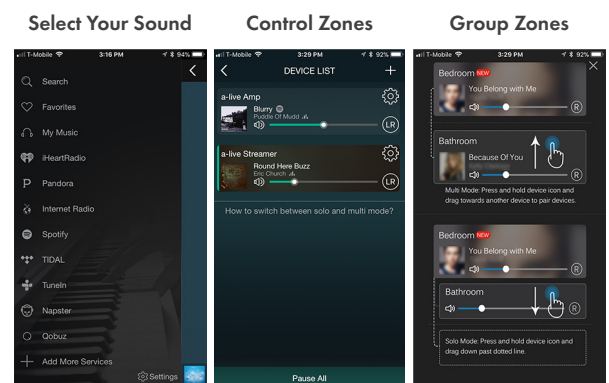 Select Your Sound
Control Zones
Group Zones
T-Mobile 3:16 PM 94%
Search
Favorites
My Music
iHeartRadio
Pandora
Internet Radio
Spotify
TIDAL
TuneIn
Napster
Qobuz
Add More Services
Settings
T-Mobile 3:29 PM 92%
DEVICE LIST
a-live Amp
Blurry
Puddle Of Mudd
LR
a-live Streamer
Round Here Buzz
Eric Church
LR
How to switch between solo and multi mode?
Pause All
T-Mobile 3:29 PM 92%
Bedroom NEW
You Belong with Me
R
Bathroom
Because Of You
R
Multi Mode: Press and hold device icon and
drag towards another device to pair devices.
Bedroom NEW
You Belong with Me
R
Bathroom
R
Solo Mode: Press and hold device icon and
drag down past dotted line.